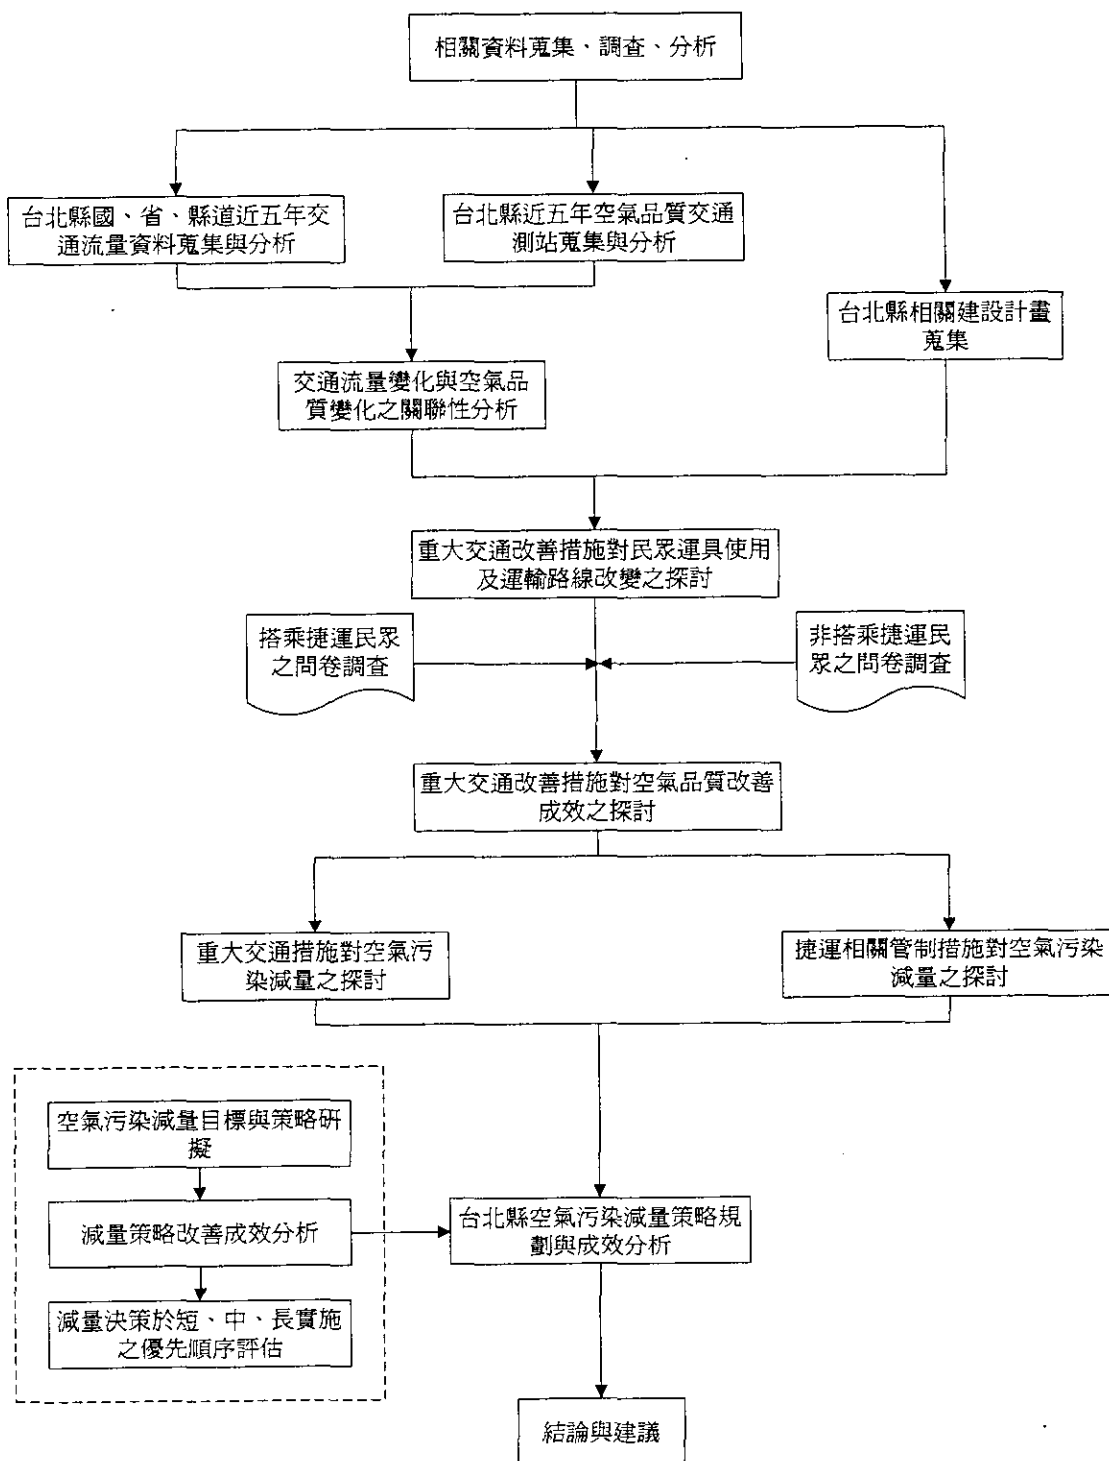 相關資料蒐集、調查、分析
台北縣國、省、縣道近五年交
通流量資料蒐集與分析
台北縣近五年空氣品質交通
測站蒐集與分析
台北縣相關建設計畫
蒐集
交通流量變化與空氣品
質變化之關聯性分析
重大交通改善措施對民眾運具使用
及運輸路線改變之探討
搭乘捷運民眾
之問卷調查
非搭乘捷運民
眾之問卷調查
重大交通改善措施對空氣品質改善
成效之探討
重大交通措施對空氣污
染減量之探討
捷運相關管制措施對空氣污染
減量之探討
空氣污染減量目標與策略研
擬
減量策略改善成效分析
減量決策於短、中、長實施
之優先順序評估
台北縣空氣污染減量策略規
劃與成效分析
結論與建議